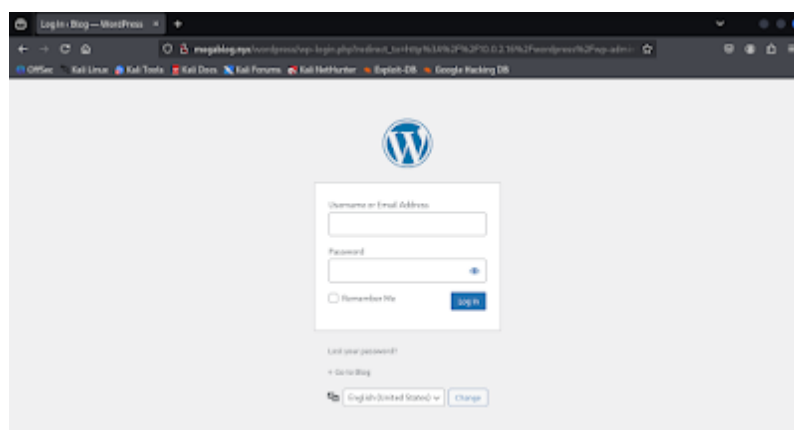 Log In ‹ Blog — WordPress
megablog.nyx/wordpress/wp-login.php?redirect_to=http%3A%2F%2F10.0.2.16%2Fwordpress%2Fwp-admin
OffSec Kali Linux Kali Tools Kali Docs Kali Forums Kali NetHunter Exploit-DB Google Hacking DB
Username or Email Address
Password
Remember Me Log In
Lost your password?
← Go to Blog
English (United States) Change